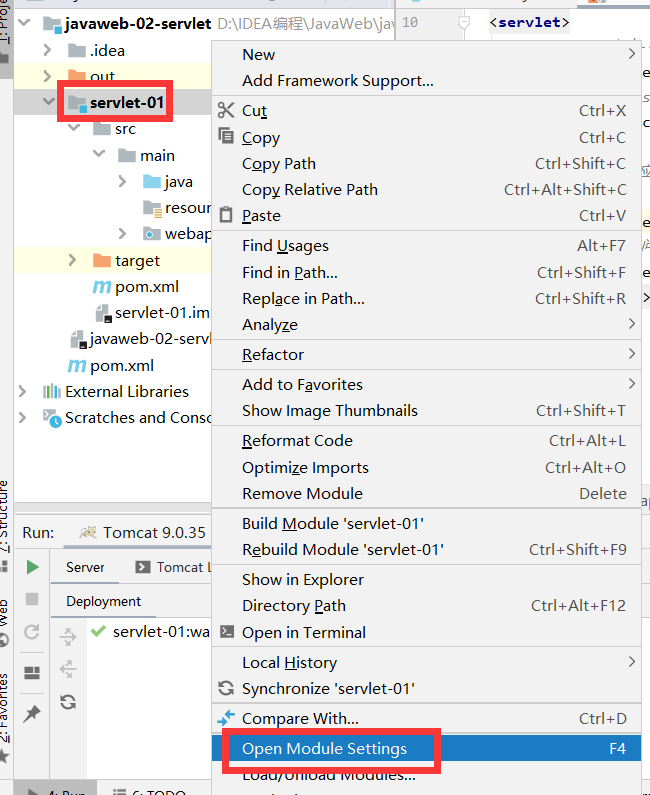 javaweb-02-servlet D:\IDEA编程\JavaWeb\jav
.idea
out
servlet-01
src
main
java
resour
webap
target
pom.xml
servlet-01.im
javaweb-02-servl
pom.xml
External Libraries
Scratches and Conso
10
<servlet>
New
Add Framework Support...
Cut Ctrl+X
Copy Ctrl+C
Copy Path Ctrl+Shift+C
Copy Relative Path Ctrl+Alt+Shift+C
Paste Ctrl+V
Find Usages Alt+F7
Find in Path... Ctrl+Shift+F
Replace in Path... Ctrl+Shift+R
Analyze
Refactor
Add to Favorites
Show Image Thumbnails Ctrl+Shift+T
Reformat Code Ctrl+Alt+L
Optimize Imports Ctrl+Alt+O
Remove Module Delete
Build Module 'servlet-01'
Rebuild Module 'servlet-01' Ctrl+Shift+F9
Show in Explorer
Directory Path Ctrl+Alt+F12
Open in Terminal
Local History
Synchronize 'servlet-01'
Compare With... Ctrl+D
Open Module Settings F4
Load/Unload Modules...
Run: Tomcat 9.0.35
Server Tomcat L
Deployment
servlet-01:wa
Z: Structure
Web
2: Favorites
4: Run 6: TODO